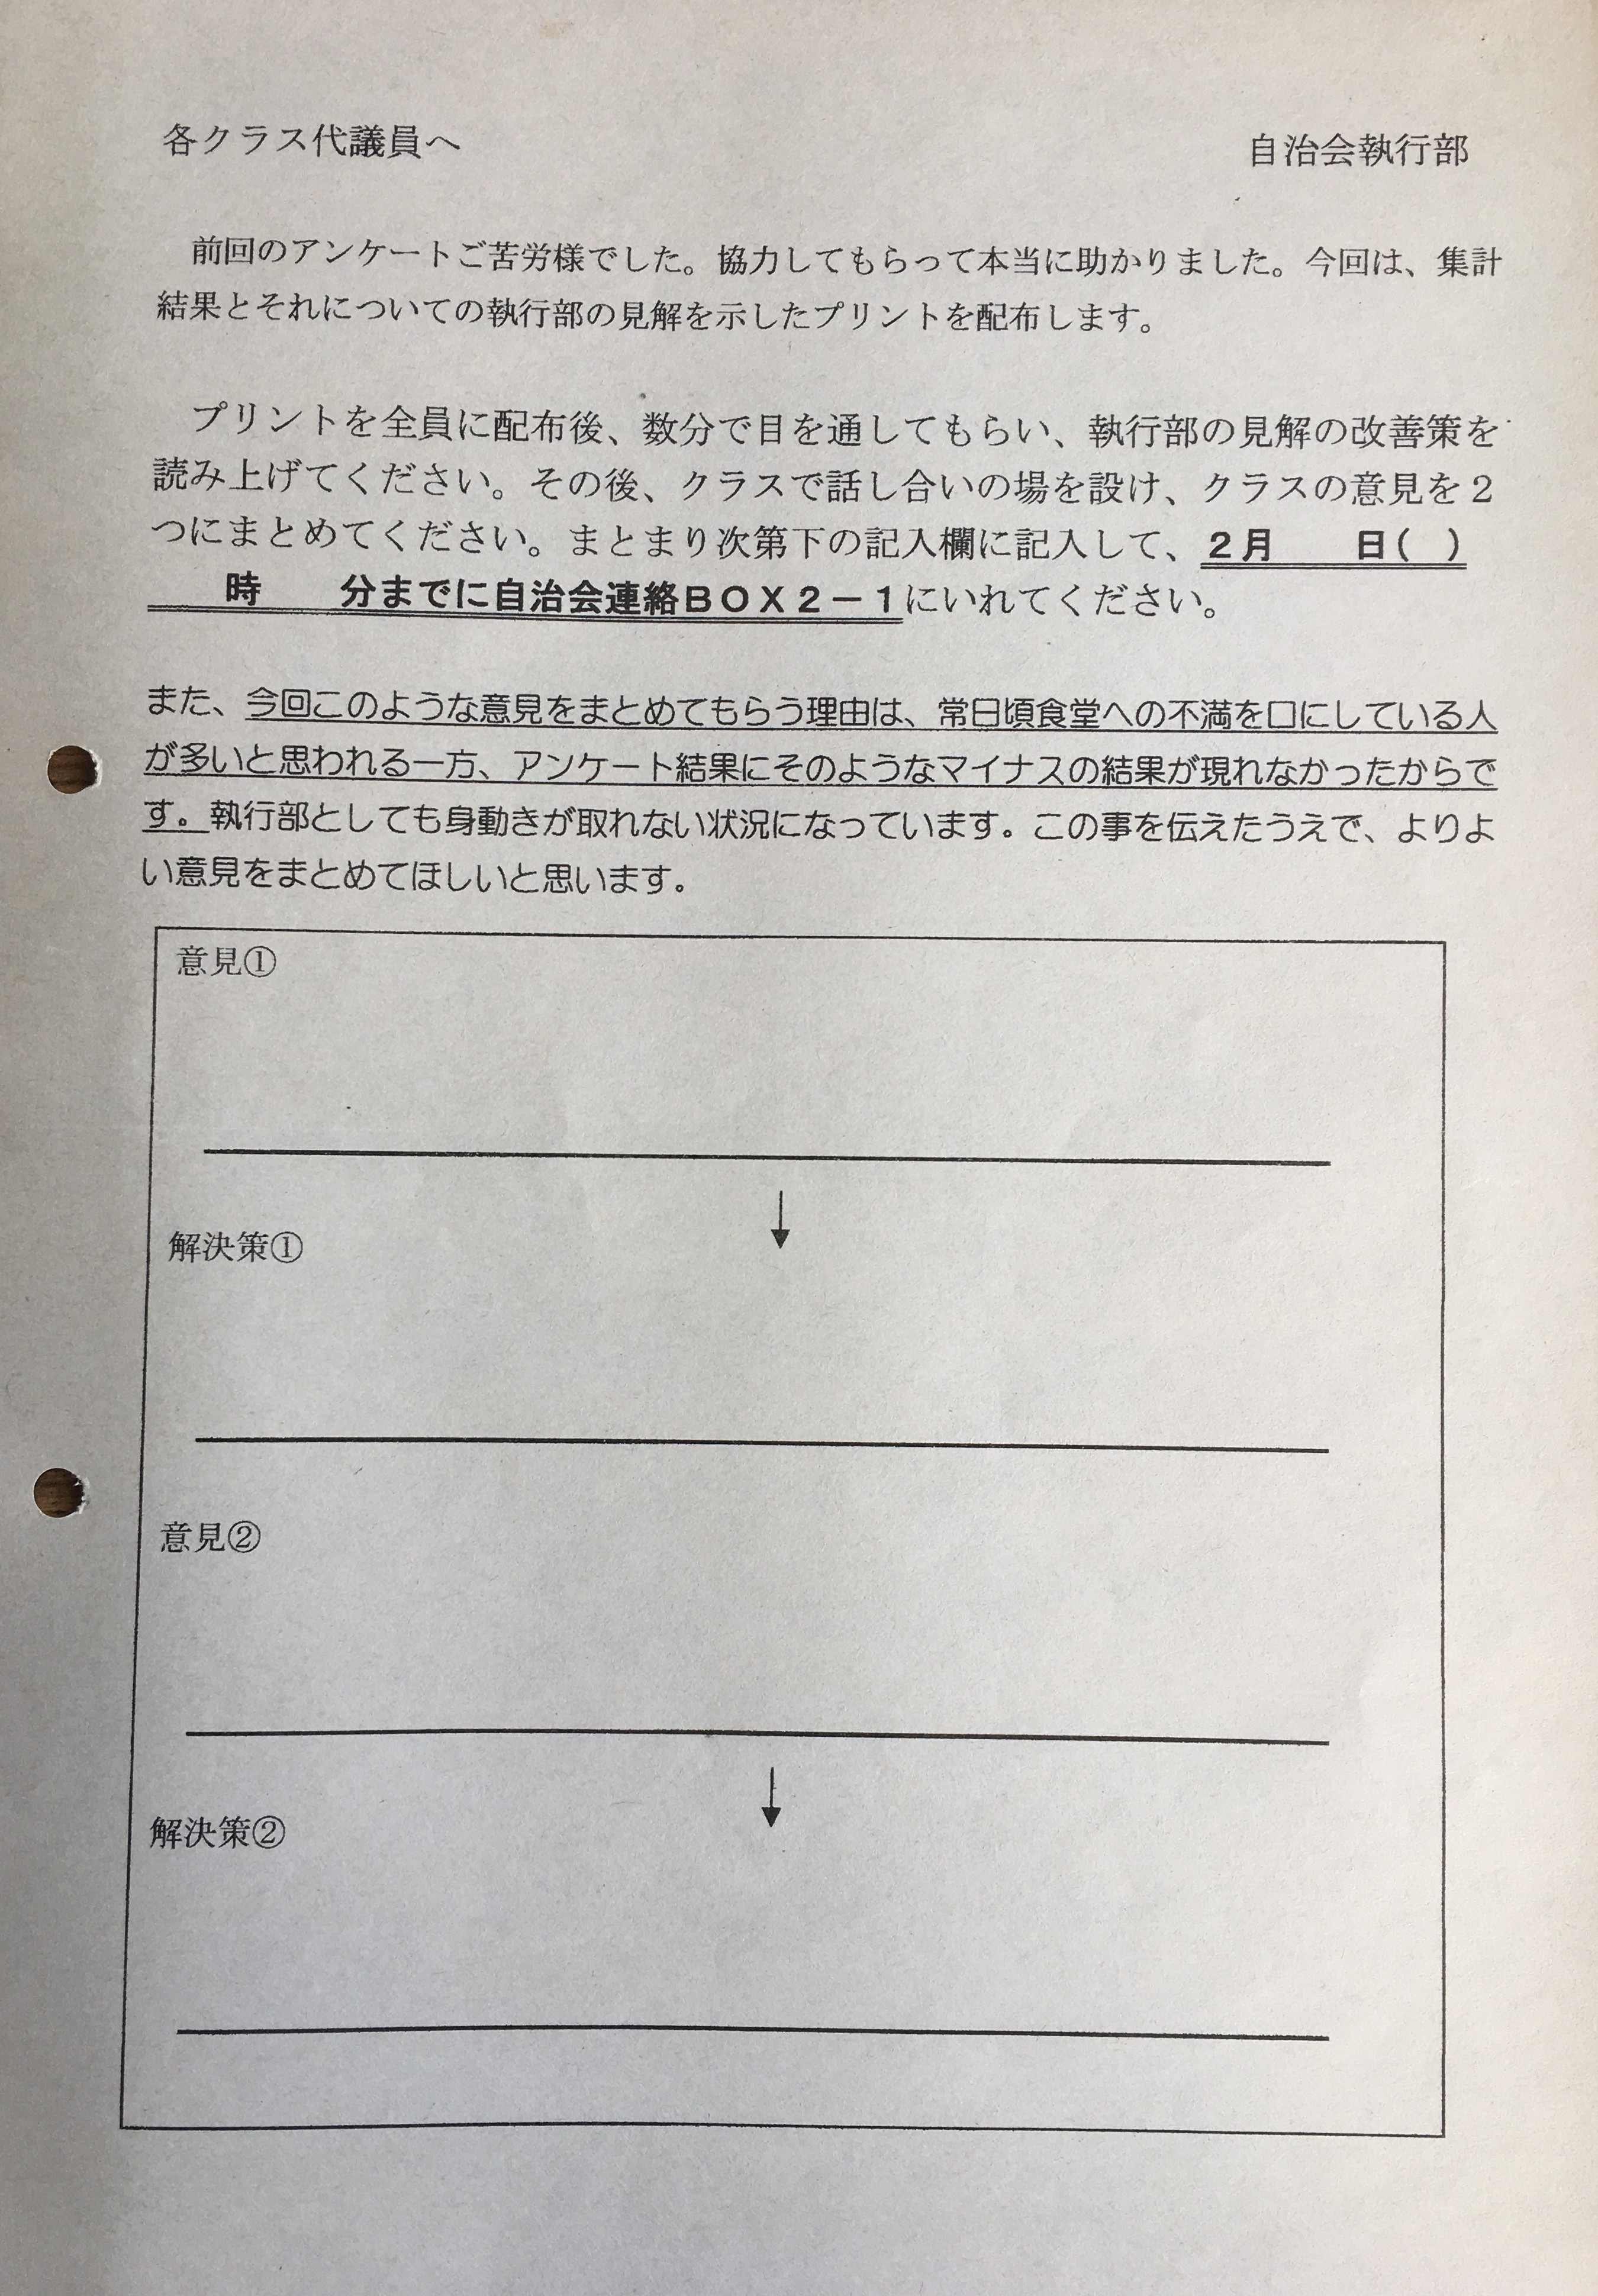 各クラス代議員へ
自治会執行部
前回のアンケートご苦労様でした。協力してもらって本当に助かりました。今回は、集計
結果とそれについての執行部の見解を示したプリントを配布します。
プリントを全員に配布後、数分で目を通してもらい、執行部の見解の改善策を
読み上げてください。その後、クラスで話し合いの場を設け、クラスの意見を２
つにまとめてください。まとまり次第下の記入欄に記入して、２月　　日(　)
時　　分までに自治会連絡ＢＯＸ２－１にいれてください。
また、今回このような意見をまとめてもらう理由は、常日頃食堂への不満を口にしている人
が多いと思われる一方、アンケート結果にそのようなマイナスの結果が現れなかったからで
す。執行部としても身動きが取れない状況になっています。この事を伝えたうえで、よりよ
い意見をまとめてほしいと思います。
意見①
解決策①
意見②
解決策②